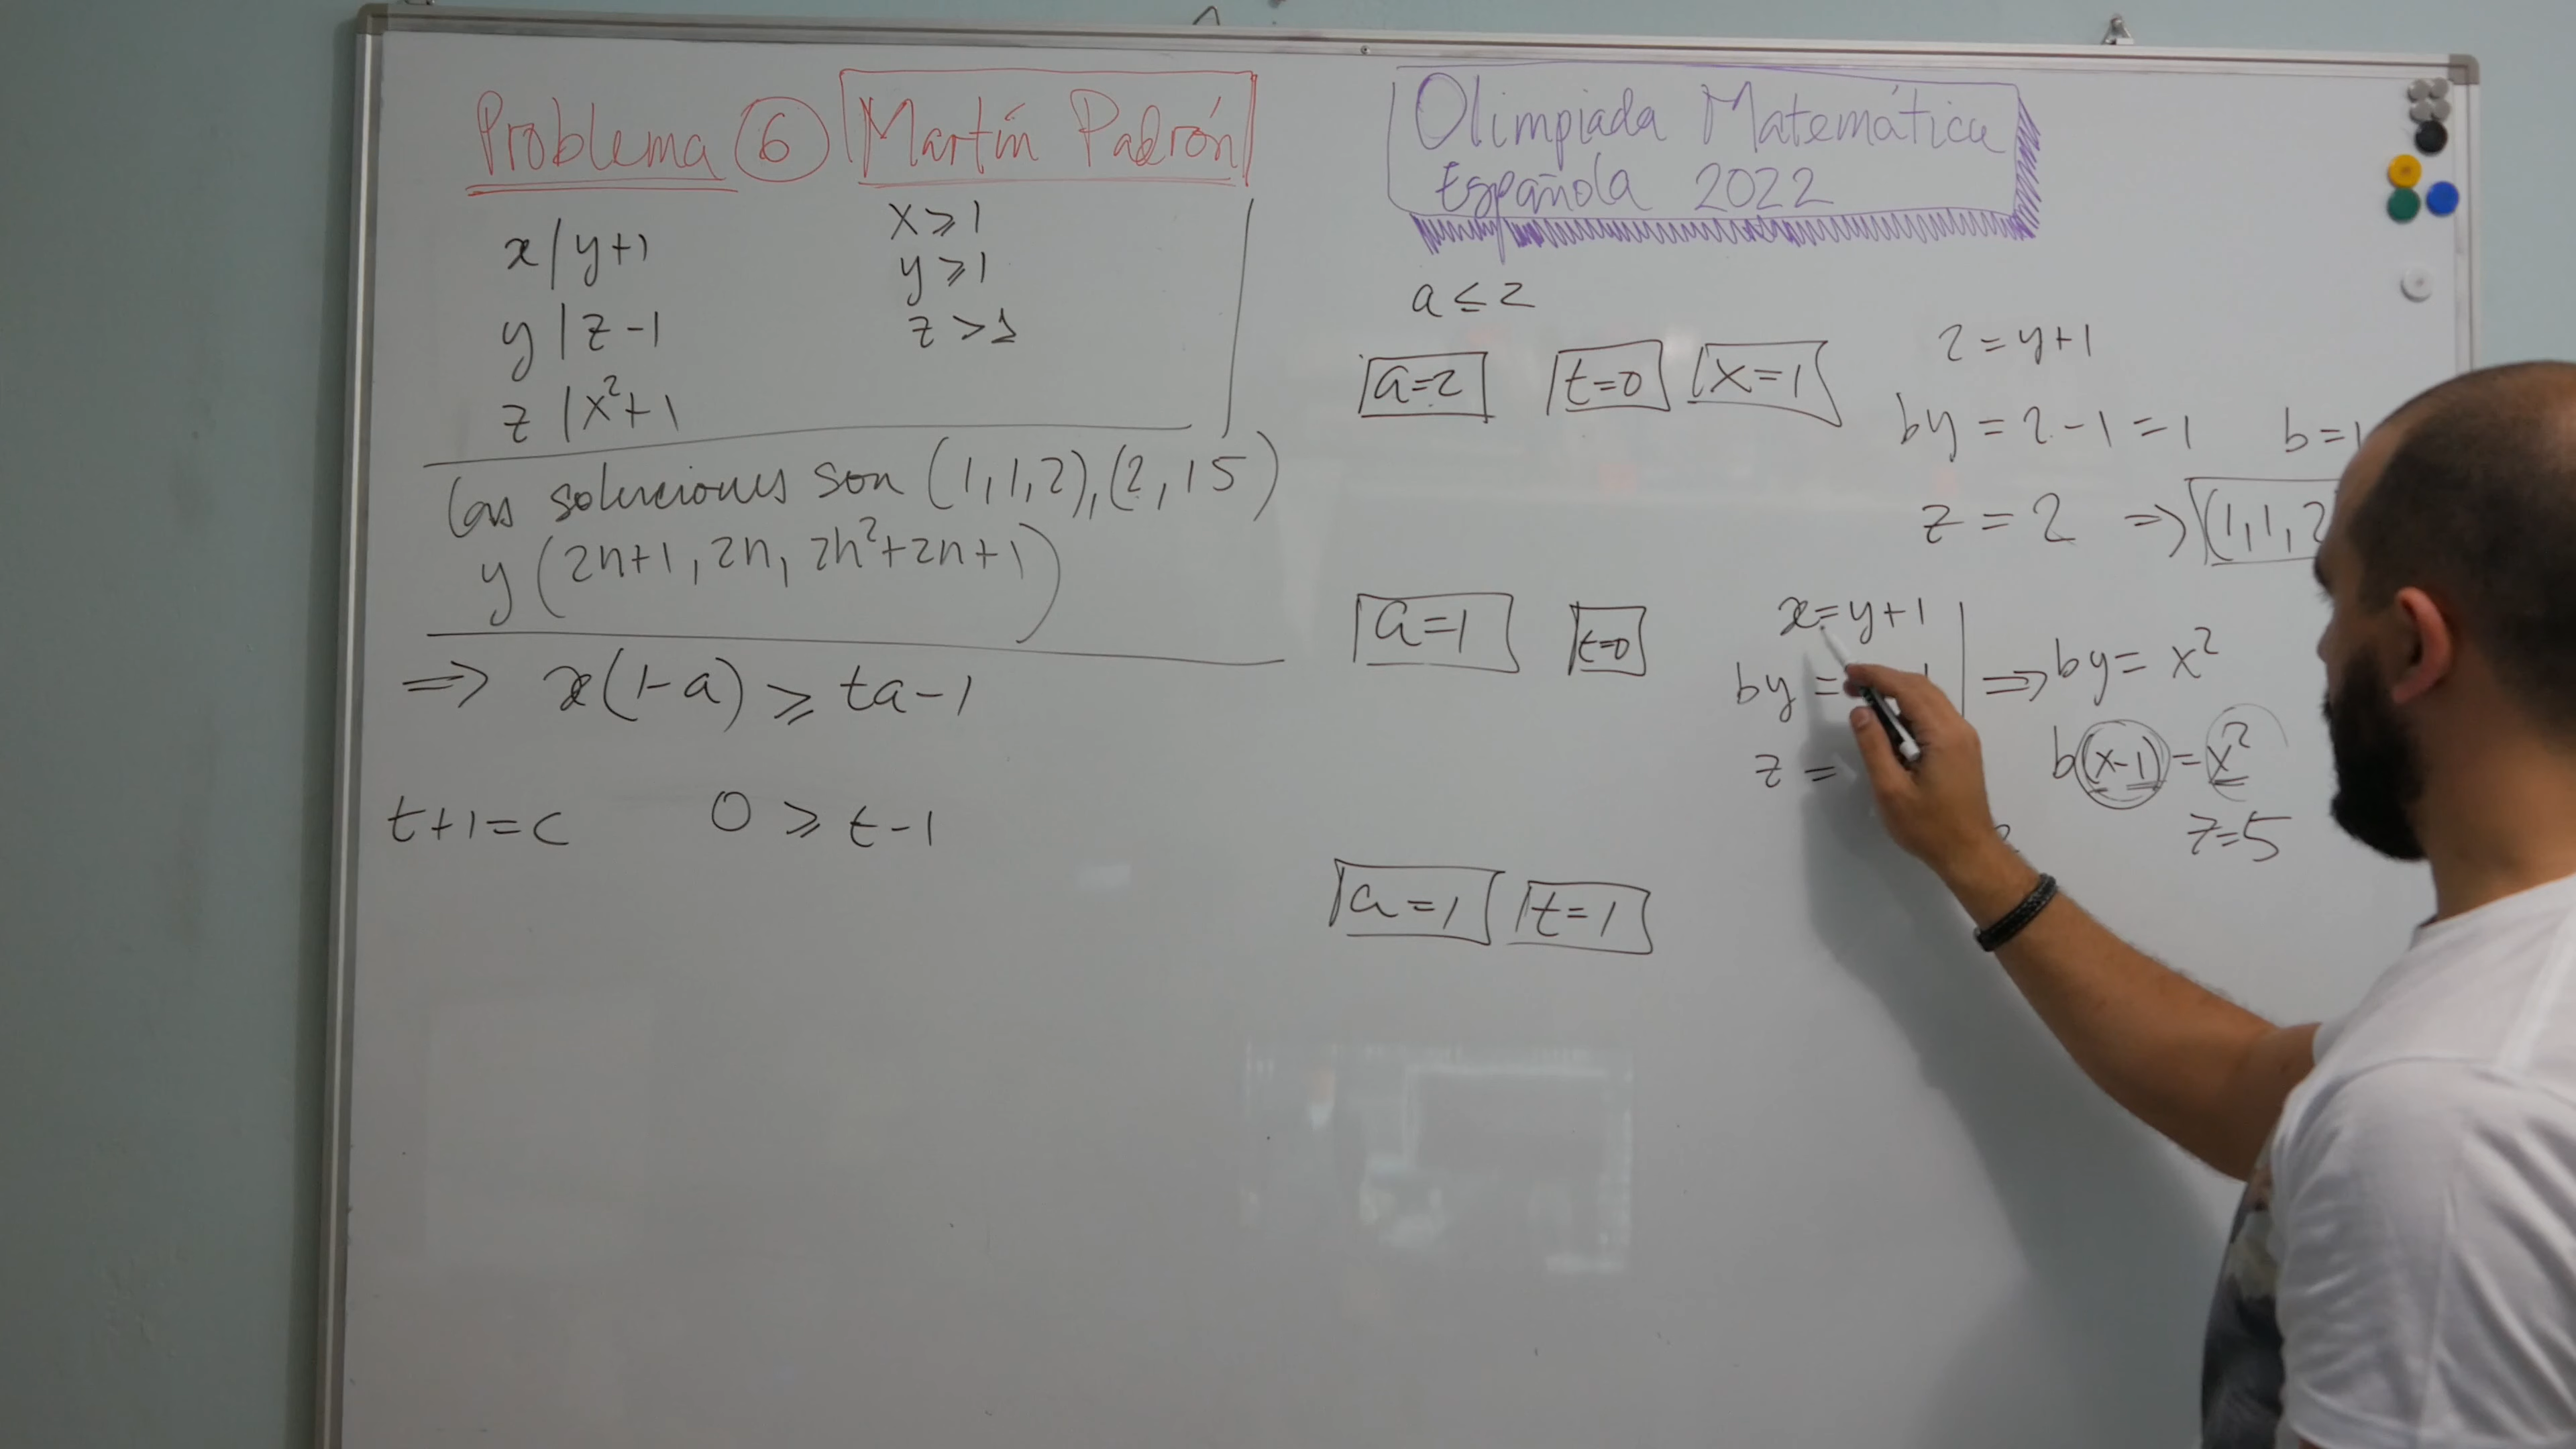 Problema 6 Martín Padrón
x | y+1
x ⩾ 1
y | z-1
y ⩾ 1
z | x²+1
z > 1
Las soluciones son (1,1,2), (2, 1 5)
y (2n+1, 2n, 2n²+2n+1)
⇒ x(1-a) ⩾ ta-1
t+1=c
0 ⩾ t-1
Olimpiada Matemática
Española 2022
a ≤ 2
a=2
t=0
x=1
2 = y+1
by = 2-1 = 1
b=1
z = 2 ⇒ (1,1,2
a=1
t=0
x=y+1
by =
z =
⇒ by = x²
b(x-1) = x²
z=5
a=1
t=1